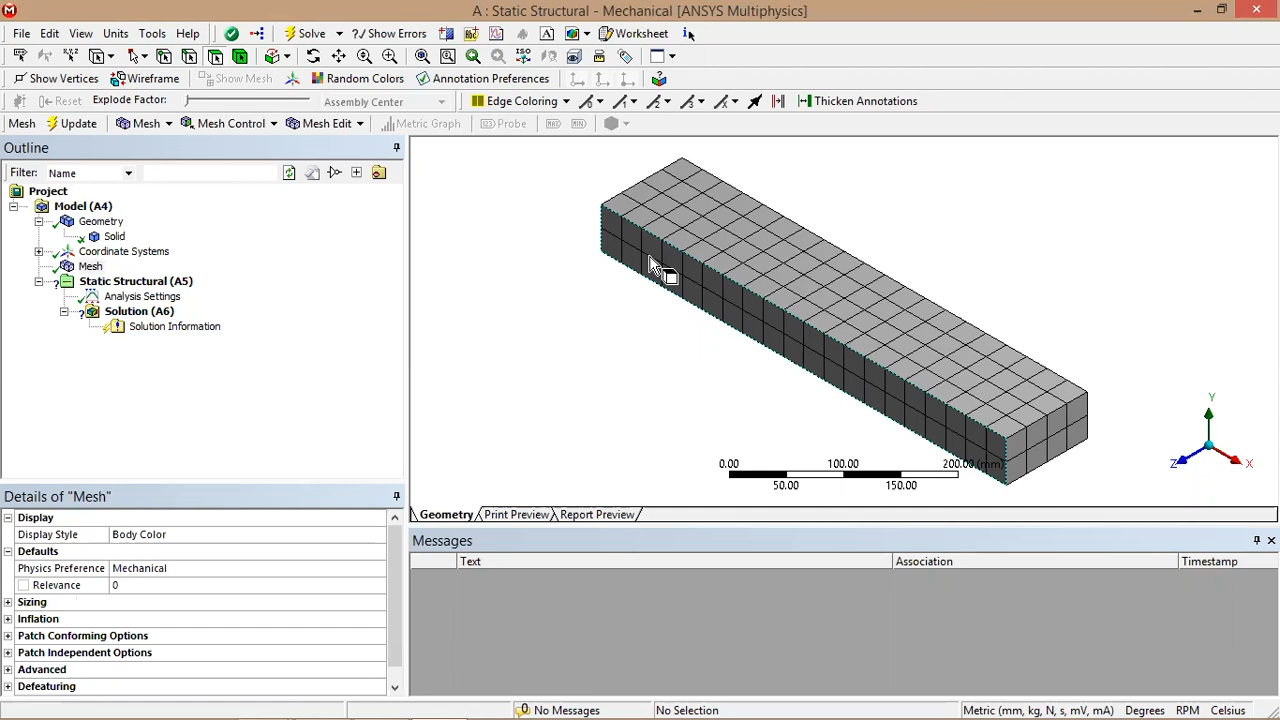 A : Static Structural - Mechanical [ANSYS Multiphysics]
File Edit View Units Tools Help Solve Show Errors Worksheet
Show Vertices Wireframe Show Mesh Random Colors Annotation Preferences
Reset Explode Factor: Assembly Center Edge Coloring Thicken Annotations
Mesh Update Mesh Mesh Control Mesh Edit Metric Graph Probe
Outline
Filter: Name
Project
Model (A4)
Geometry
Solid
Coordinate Systems
Mesh
Static Structural (A5)
Analysis Settings
Solution (A6)
Solution Information
Details of "Mesh"
Display
Display Style Body Color
Defaults
Physics Preference Mechanical
Relevance 0
Sizing
Inflation
Patch Conforming Options
Patch Independent Options
Advanced
Defeaturing
0.00 100.00 200.00 (mm)
50.00 150.00
Y
Z X
Geometry Print Preview Report Preview
Messages
Text Association Timestamp
No Messages No Selection Metric (mm, kg, N, s, mV, mA) Degrees RPM Celsius